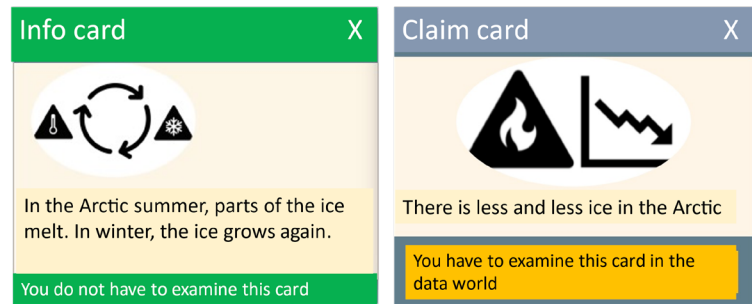 Info card X
In the Arctic summer, parts of the ice
melt. In winter, the ice grows again.
You do not have to examine this card
Claim card X
There is less and less ice in the Arctic
You have to examine this card in the
data world